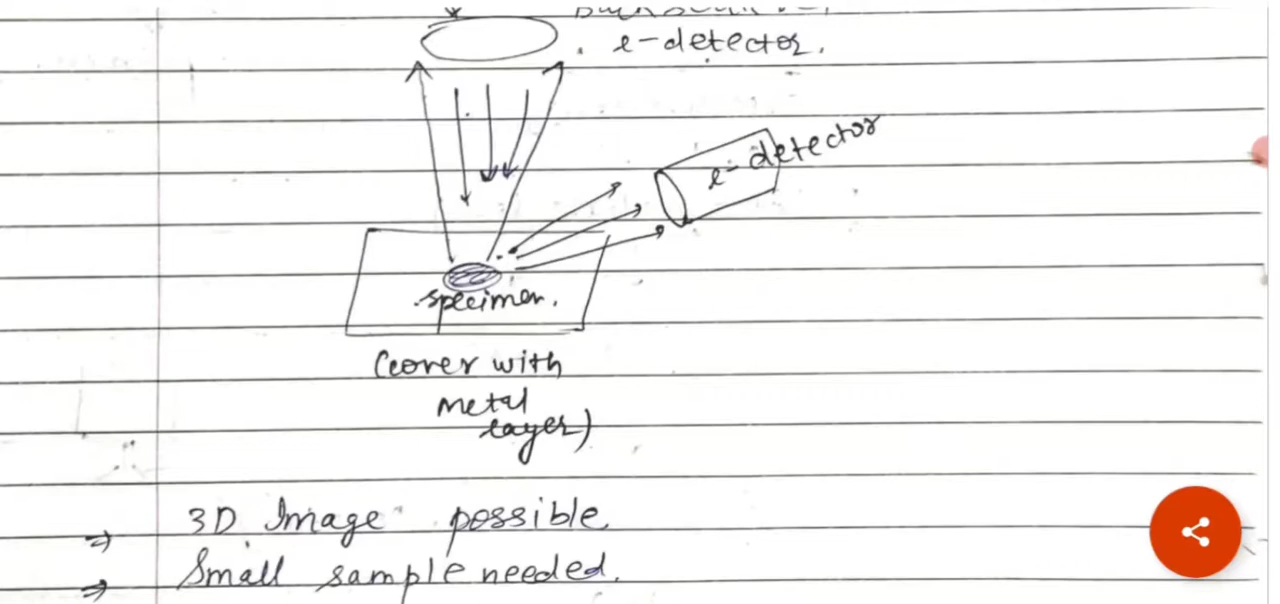 e-detector.
e- detector
specimen.
(cover with
metal
layer)
→ 3D Image possible
→ Small sample needed.